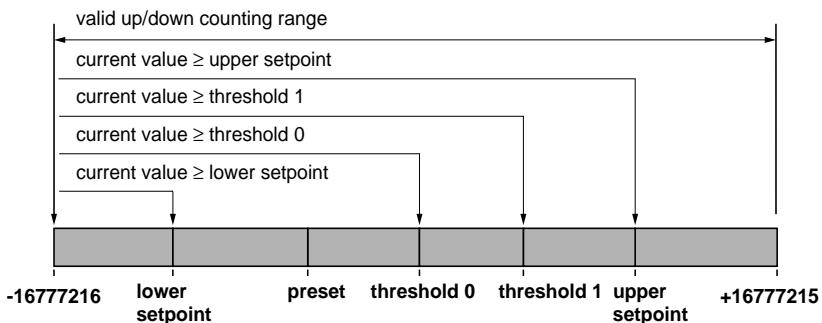 valid up/down counting range
current value ≥ upper setpoint
current value ≥ threshold 1
current value ≥ threshold 0
current value ≥ lower setpoint
-16777216 lower preset threshold 0 threshold 1 upper +16777215
setpoint setpoint